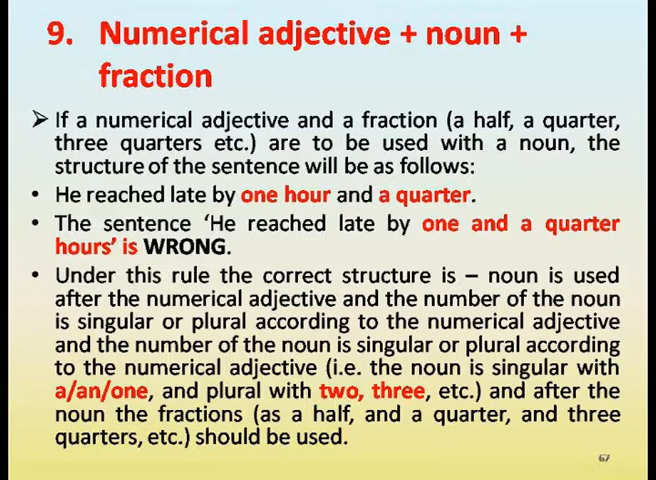 9. Numerical adjective + noun +
fraction
➢ If a numerical adjective and a fraction (a half, a quarter,
three quarters etc.) are to be used with a noun, the
structure of the sentence will be as follows:
• He reached late by one hour and a quarter.
• The sentence ‘He reached late by one and a quarter
hours’ is WRONG.
• Under this rule the correct structure is – noun is used
after the numerical adjective and the number of the noun
is singular or plural according to the numerical adjective
and the number of the noun is singular or plural according
to the numerical adjective (i.e. the noun is singular with
a/an/one, and plural with two, three, etc.) and after the
noun the fractions (as a half, and a quarter, and three
quarters, etc.) should be used.
67